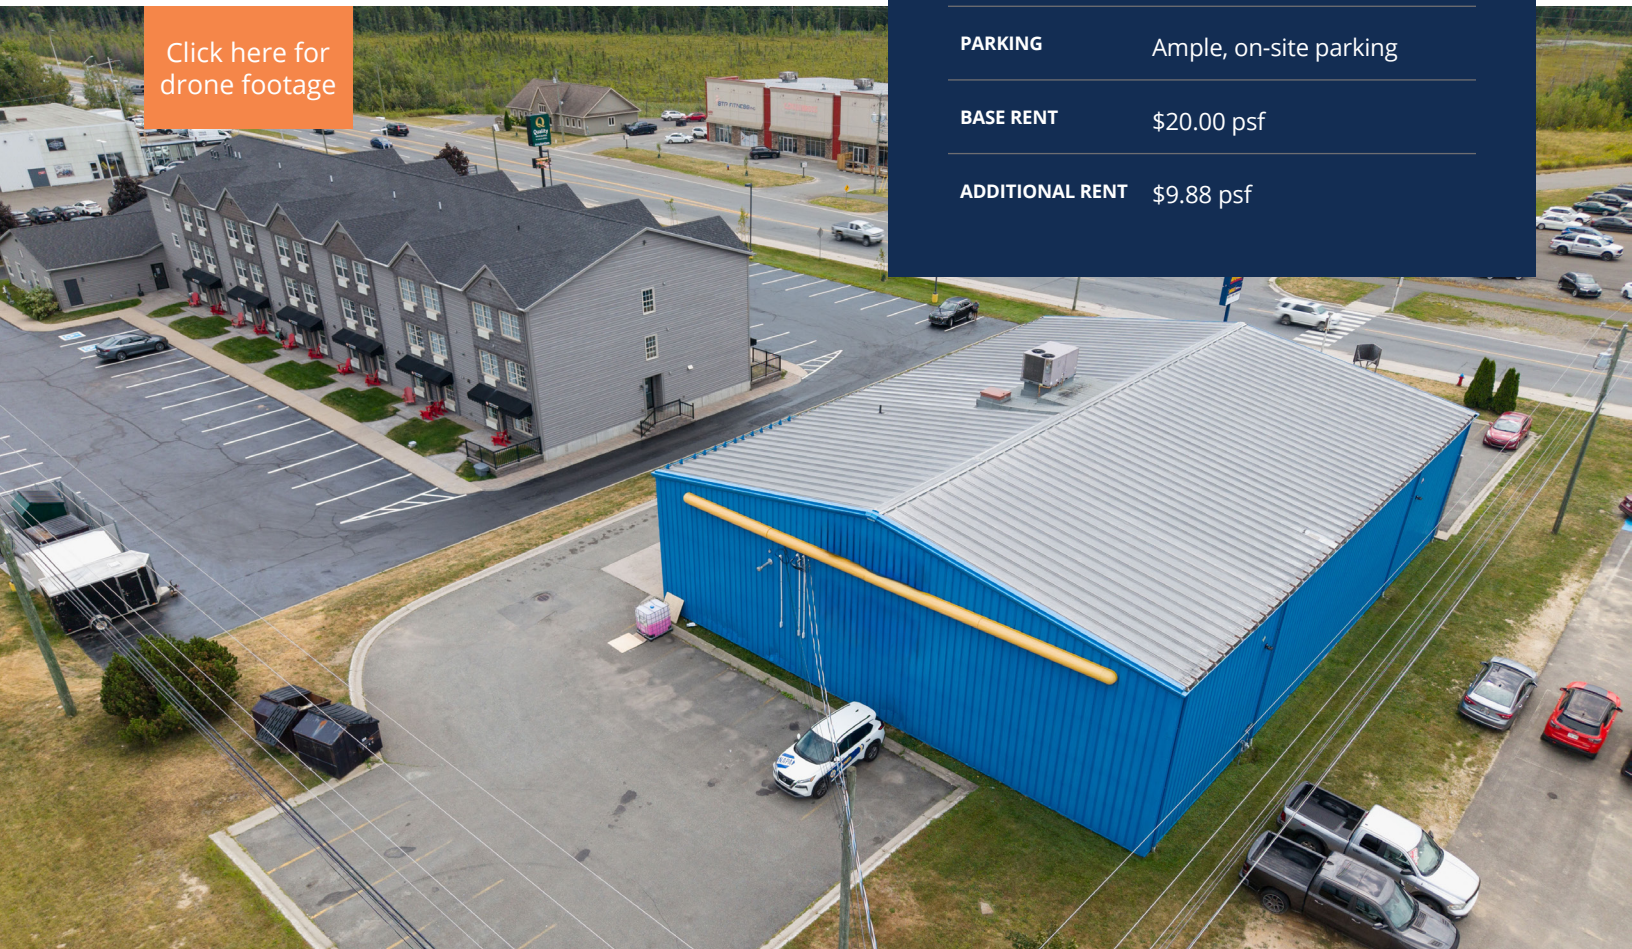 Click here for
drone footage
PARKING
Ample, on-site parking
BASE RENT
$20.00 psf
ADDITIONAL RENT
$9.88 psf
Quality